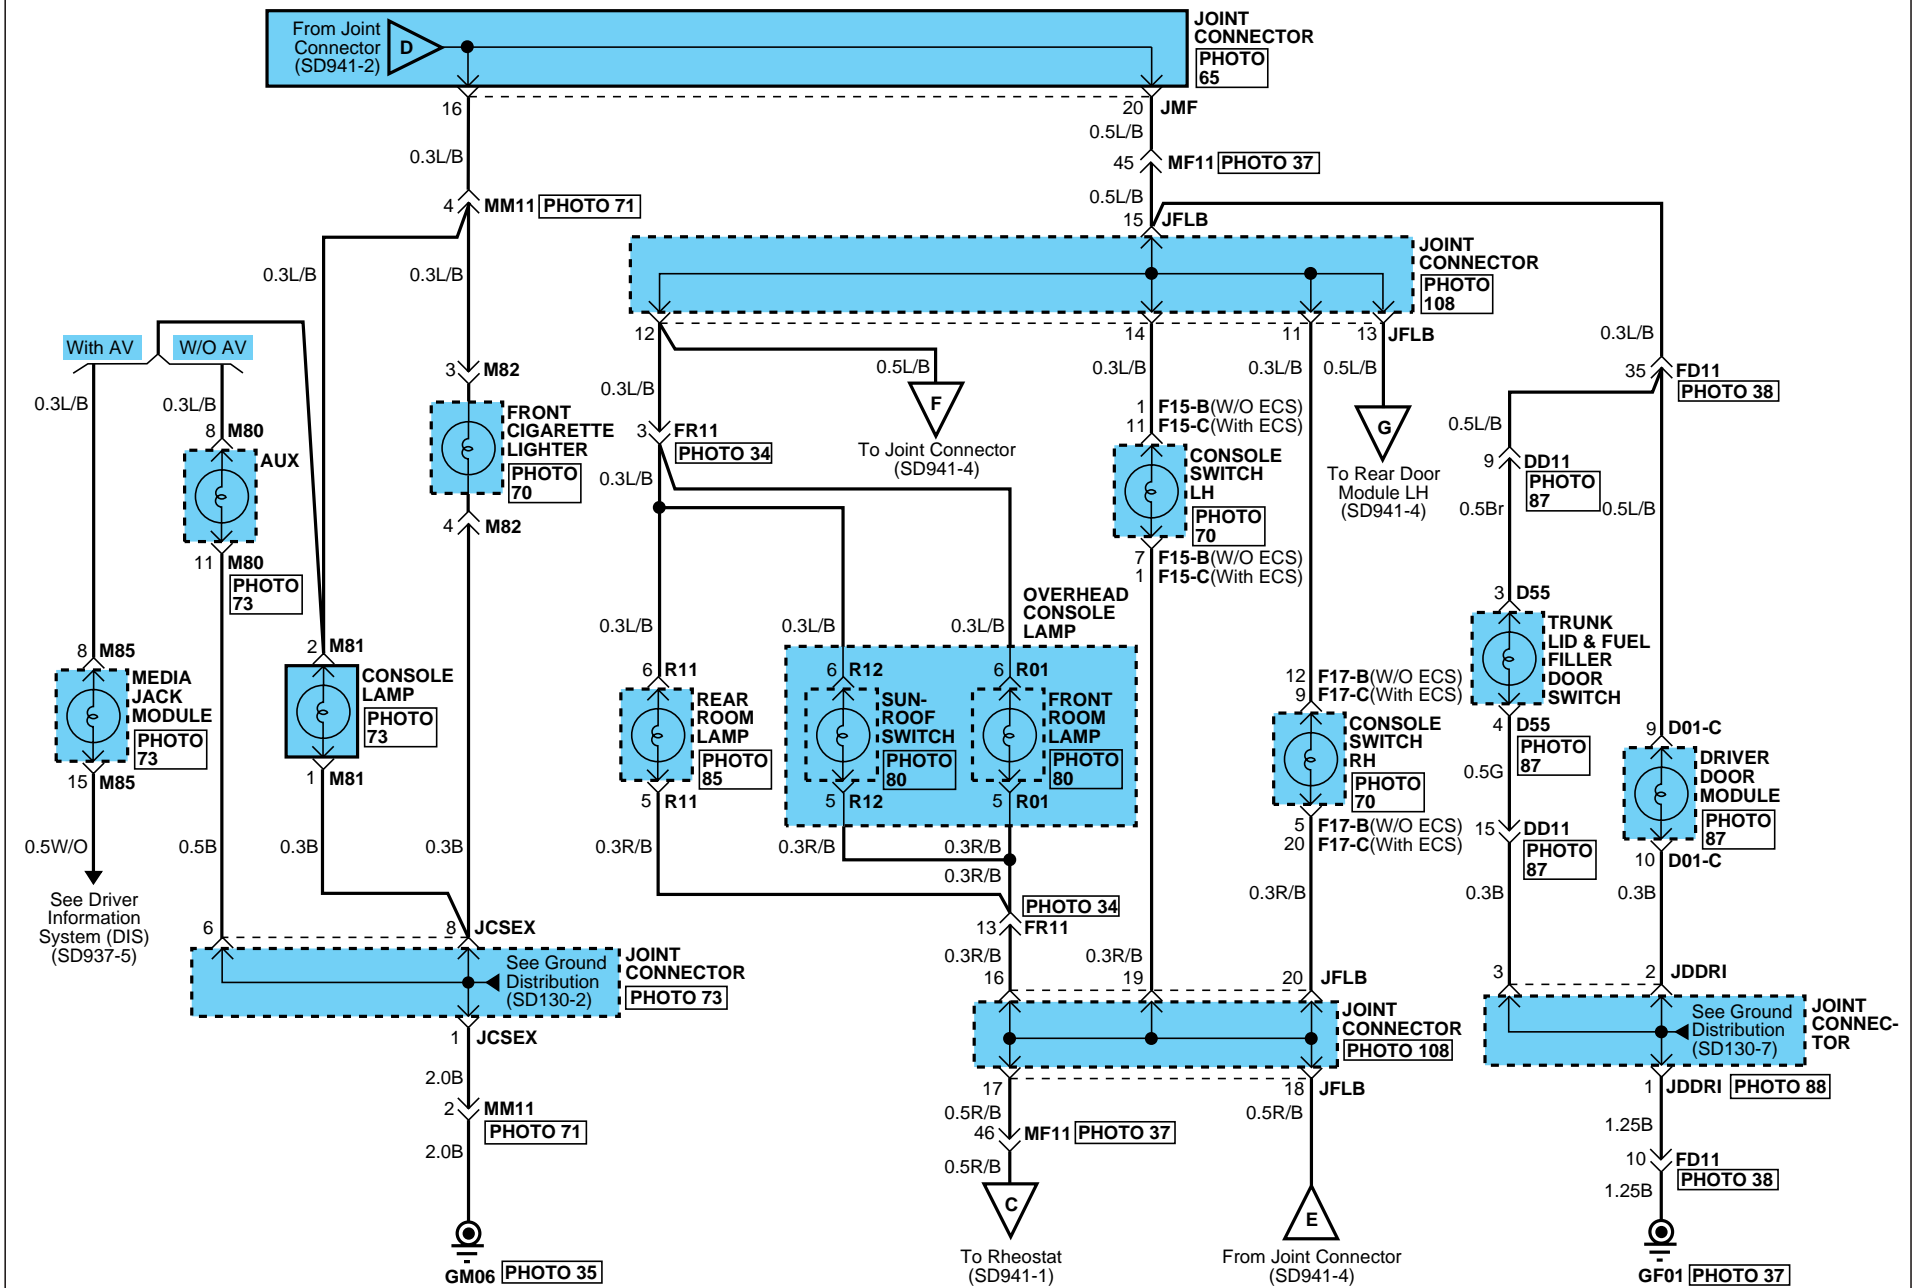 From Joint
Connector
(SD941-2)
D
JOINT
CONNECTOR
PHOTO
65
16
20 JMF
0.5L/B
0.3L/B
45 MF11 PHOTO 37
0.5L/B
4 MM11 PHOTO 71
15 JFLB
JOINT
CONNECTOR
PHOTO
108
0.3L/B
0.3L/B
12
14
11
13 JFLB
0.3L/B
With AV
W/O AV
0.3L/B
0.3L/B
3 M82
0.3L/B
0.5L/B
F
To Joint Connector
(SD941-4)
0.3L/B
0.3L/B
0.5L/B
G
To Rear Door
Module LH
(SD941-4)
35 FD11
PHOTO 38
8 M80
AUX
11 M80
PHOTO
73
FRONT
CIGARETTE
LIGHTER
PHOTO
70
4 M82
3 FR11
PHOTO 34
0.3L/B
1 F15-B(W/O ECS)
11 F15-C(With ECS)
CONSOLE
SWITCH
LH
PHOTO
70
7 F15-B(W/O ECS)
1 F15-C(With ECS)
0.5L/B
9 DD11
PHOTO
87
0.5Br
0.5L/B
3 D55
TRUNK
LID & FUEL
FILLER
DOOR
SWITCH
4 D55
PHOTO
87
0.5G
15 DD11
PHOTO
87
0.3B
8 M85
MEDIA
JACK
MODULE
PHOTO
73
15 M85
0.5W/O
See Driver
Information
System (DIS)
(SD937-5)
2 M81
CONSOLE
LAMP
PHOTO
73
1 M81
0.5B
0.3B
0.3B
0.3L/B
0.3L/B
0.3L/B
OVERHEAD
CONSOLE
LAMP
6 R11
REAR
ROOM
LAMP
PHOTO
85
5 R11
6 R12
SUN-
ROOF
SWITCH
PHOTO
80
5 R12
6 R01
FRONT
ROOM
LAMP
PHOTO
80
5 R01
0.3R/B
0.3R/B
0.3R/B
0.3R/B
12 F17-B(W/O ECS)
9 F17-C(With ECS)
CONSOLE
SWITCH
RH
PHOTO
70
5 F17-B(W/O ECS)
20 F17-C(With ECS)
0.3R/B
9 D01-C
DRIVER
DOOR
MODULE
PHOTO
87
10 D01-C
0.3B
PHOTO 34
13 FR11
0.3R/B
0.3R/B
6
8 JCSEX
See Ground
Distribution
(SD130-2)
JOINT
CONNECTOR
PHOTO 73
1 JCSEX
2.0B
2 MM11
PHOTO 71
2.0B
GM06 PHOTO 35
16
19
20 JFLB
JOINT
CONNECTOR
PHOTO 108
17
18 JFLB
0.5R/B
46 MF11 PHOTO 37
0.5R/B
C
To Rheostat
(SD941-1)
0.5R/B
E
From Joint Connector
(SD941-4)
3
2 JDDRI
See Ground
Distribution
(SD130-7)
JOINT
CONNEC-
TOR
1 JDDRI PHOTO 88
1.25B
10 FD11
PHOTO 38
1.25B
GF01 PHOTO 37